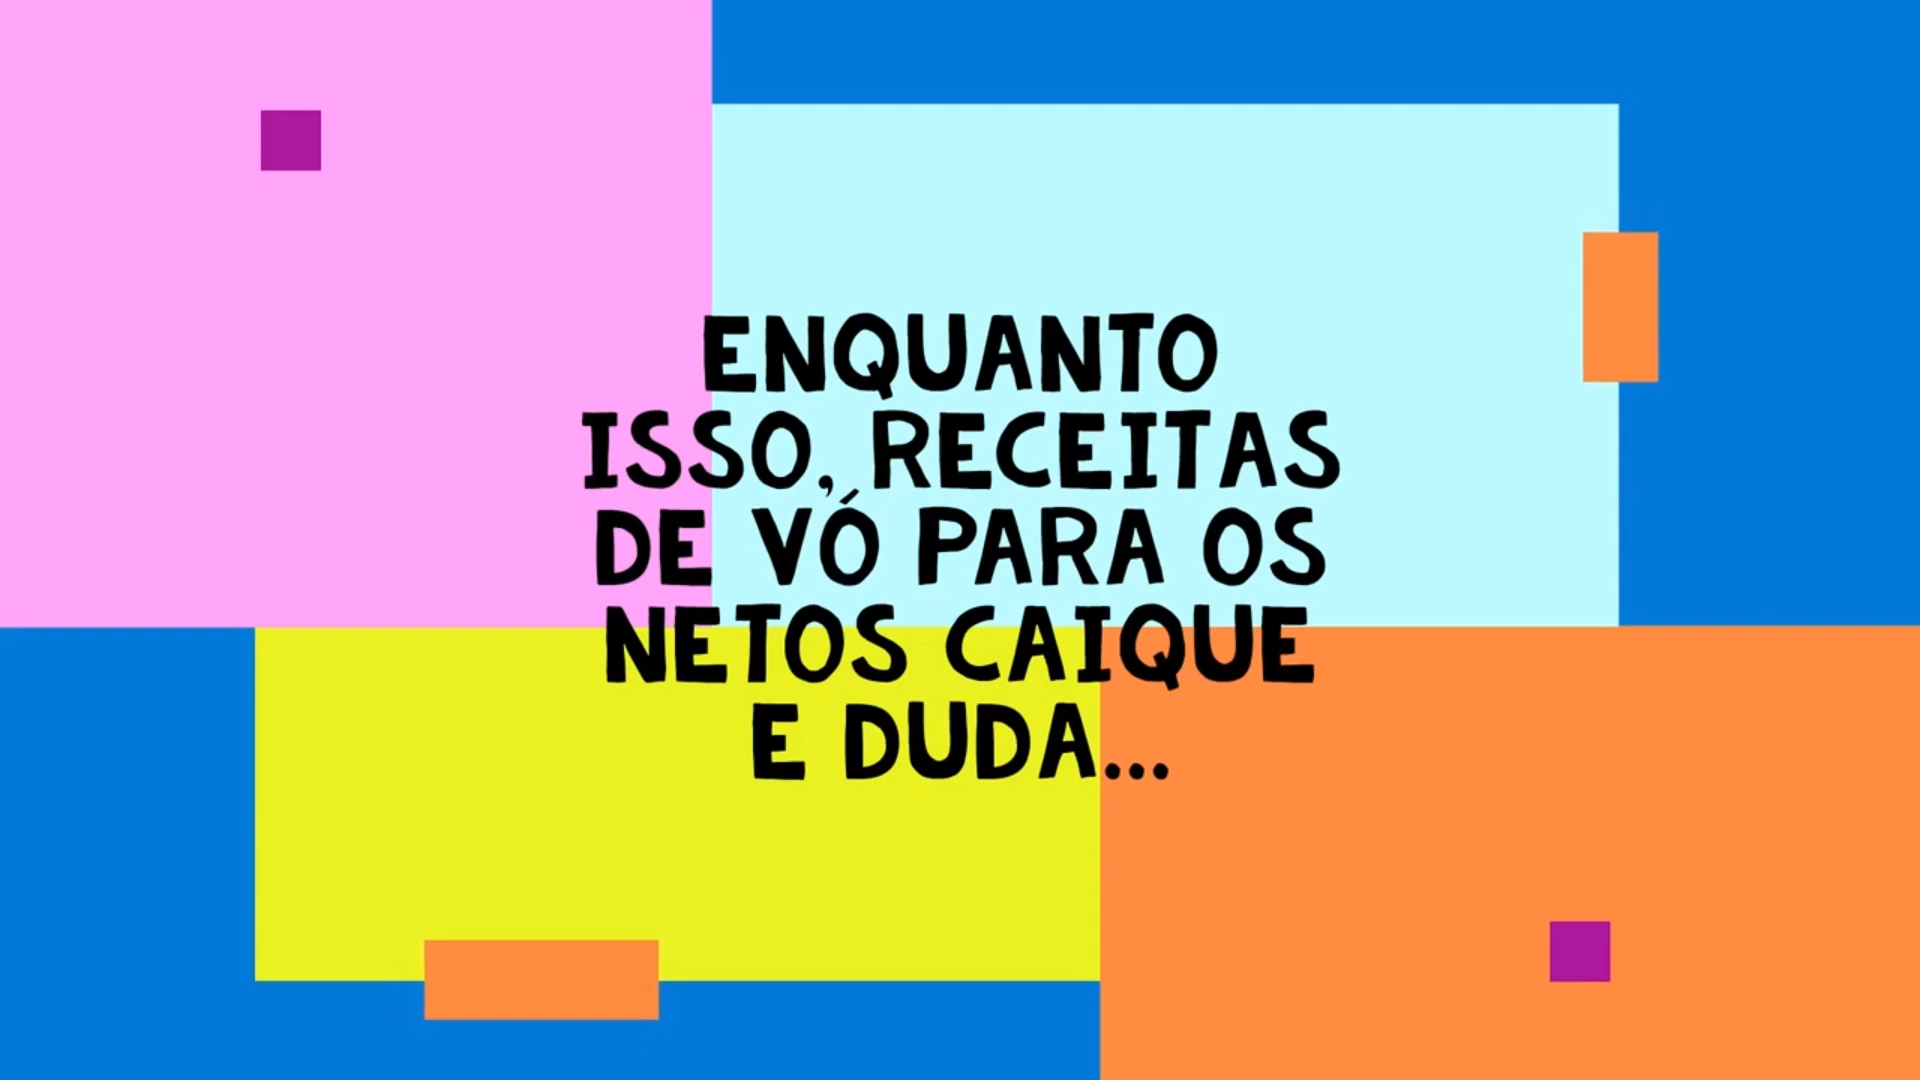 ENQUANTO
ISSO, RECEITAS
DE VÓ PARA OS
NETOS CAIQUE
E DUDA...